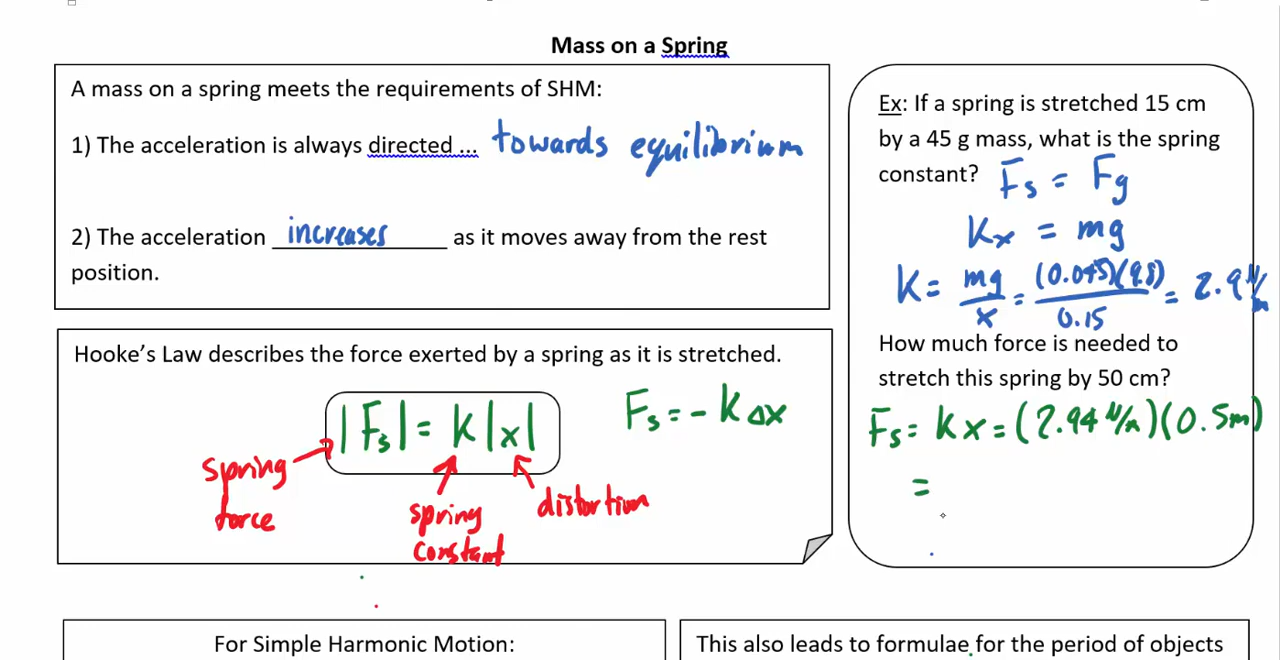 Mass on a Spring
A mass on a spring meets the requirements of SHM:
1) The acceleration is always directed ... towards equilibrium
2) The acceleration increases as it moves away from the rest
position.
Hooke's Law describes the force exerted by a spring as it is stretched.
|Fs| = K|x|
Fs = -K Δx
spring
force
spring
constant
distortion
Ex: If a spring is stretched 15 cm
by a 45 g mass, what is the spring
constant? Fs = Fg
Kx = mg
K = mg/x = (0.045)(9.8)/0.15 = 2.9 N/m
How much force is needed to
stretch this spring by 50 cm?
Fs = Kx = (2.94 N/m)(0.5m)
=
For Simple Harmonic Motion:
This also leads to formulae for the period of objects